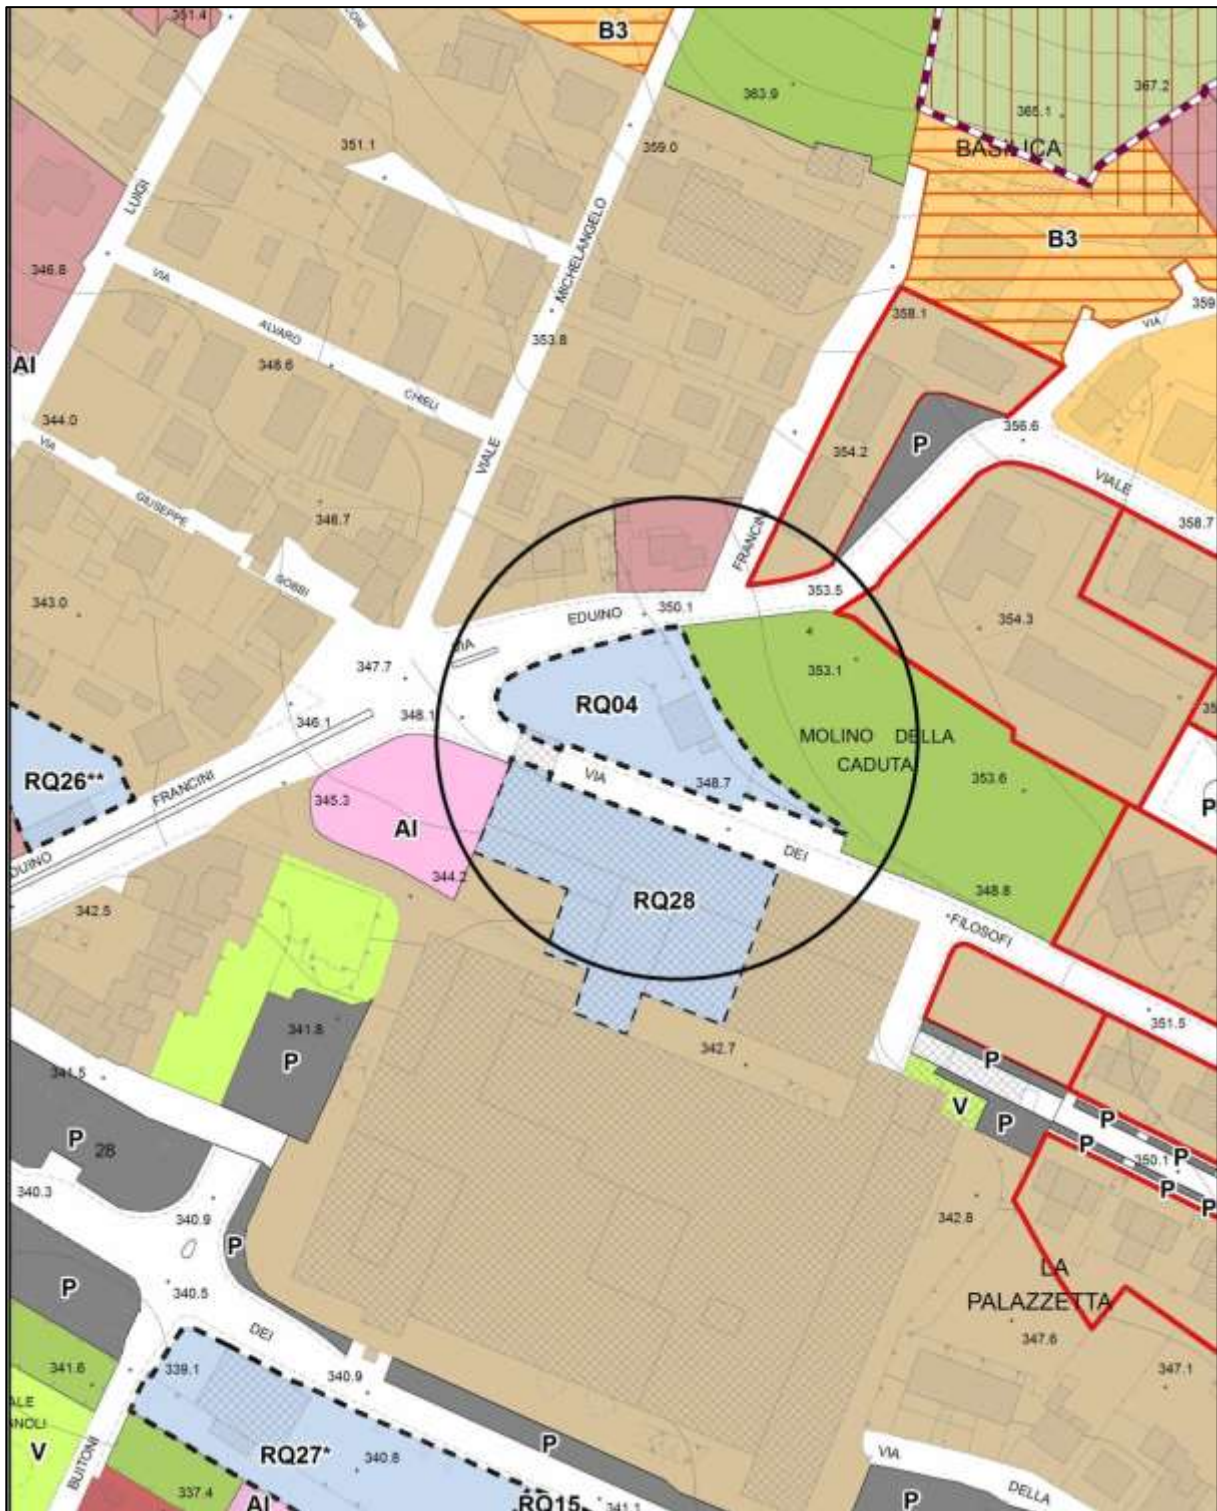 351.4
B3
363.9
367.2
365.1
351.1
359.0
BASILICA
LUIGI
MICHELANGELO
B3
346.8
VIA
359
358.1
VIA
ALVARO
353.8
348.6
AI
CHIELI
344.0
356.6
VIA
P
354.2
VIALE
VIALE
GIUSEPPE
346.7
358.7
FRANCINI
GOBBI
353.5
343.0
350.1
EDUINO
354.3
VIA
347.7
353.1
RQ04
346.1
348.1
MOLINO DELLA
CADUTA
353.6
RQ26**
FRANCINI
VIA
348.7
345.3
P
AI
DEI
344.2
348.8
RQ28
342.5
FILOSOFI
351.5
341.8
342.7
P
P
341.5
V
P
P
P
28
P
350.1
P
340.3
P
P
340.9
342.8
P
LA
PALAZZETTA
P
340.5
347.6
DEI
347.1
341.6
339.1
340.9
V
BUITONI
RQ27*
340.8
P
VIA
DELLA
337.4
AI
RQ15
341.1
P